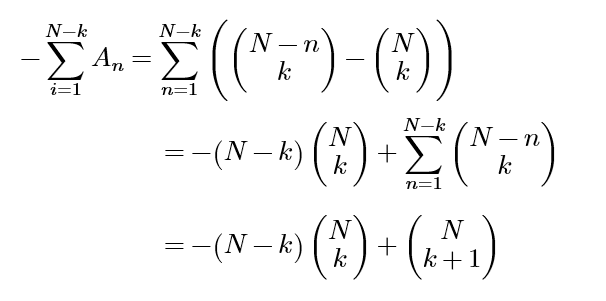 $-\sum_{i=1}^{N-k} A_n = \sum_{n=1}^{N-k} \left( \binom{N-n}{k} - \binom{N}{k} \right)$
$= -(N-k)\binom{N}{k} + \sum_{n=1}^{N-k} \binom{N-n}{k}$
$= -(N-k)\binom{N}{k} + \binom{N}{k+1}$